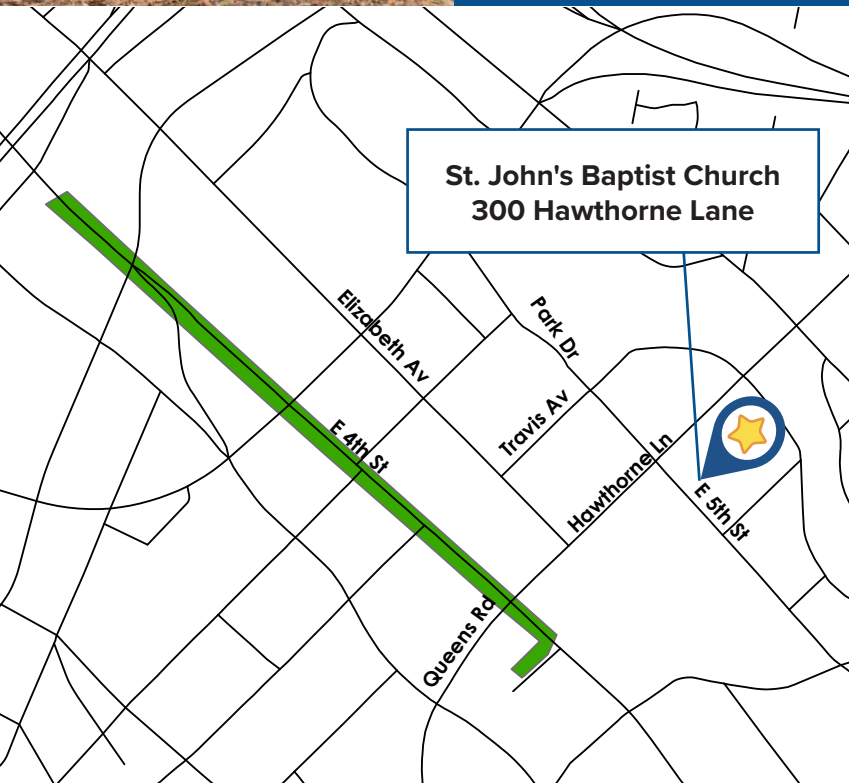 St. John's Baptist Church
300 Hawthorne Lane
Elizabeth Av
Park Dr
Travis Av
E 4th St
Hawthorne Ln
E 5th St
Queens Rd